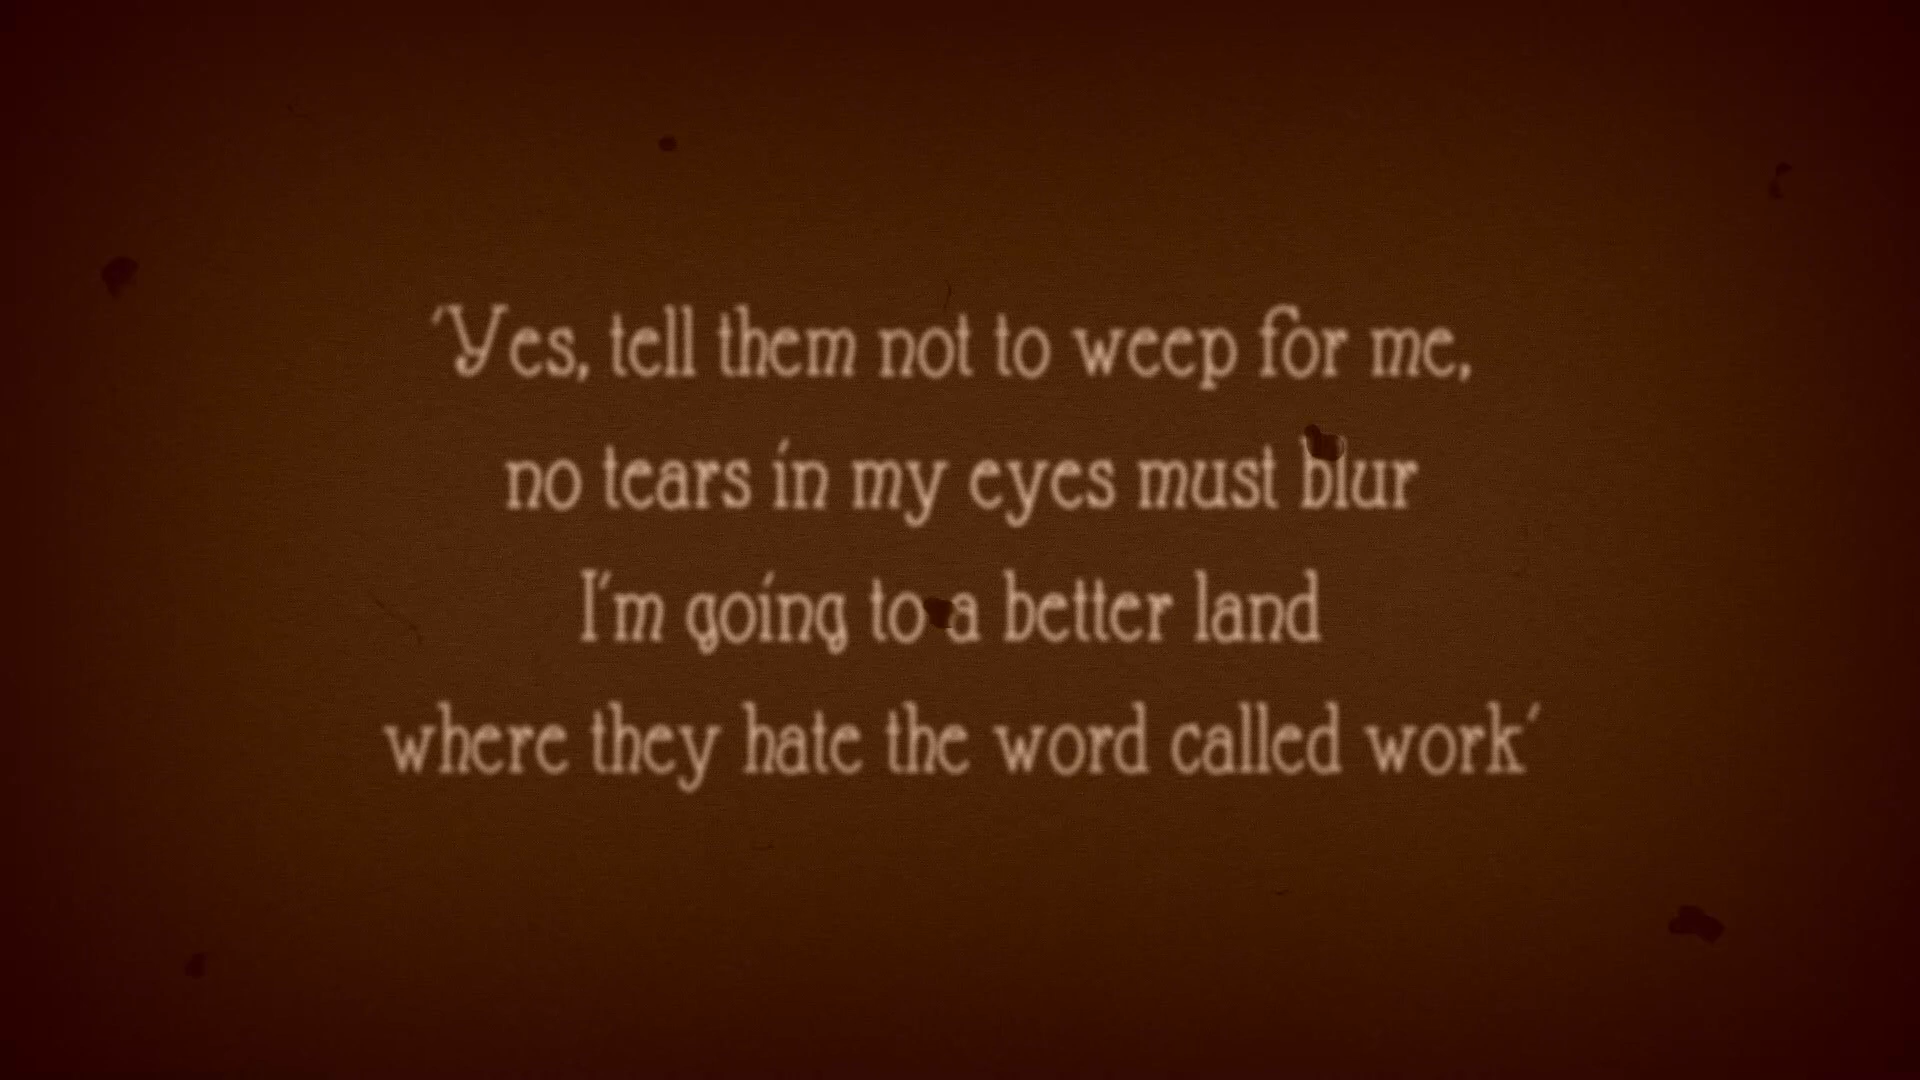 'Yes, tell them not to weep for me,
no tears in my eyes must blur
I'm going to a better land
where they hate the word called work'